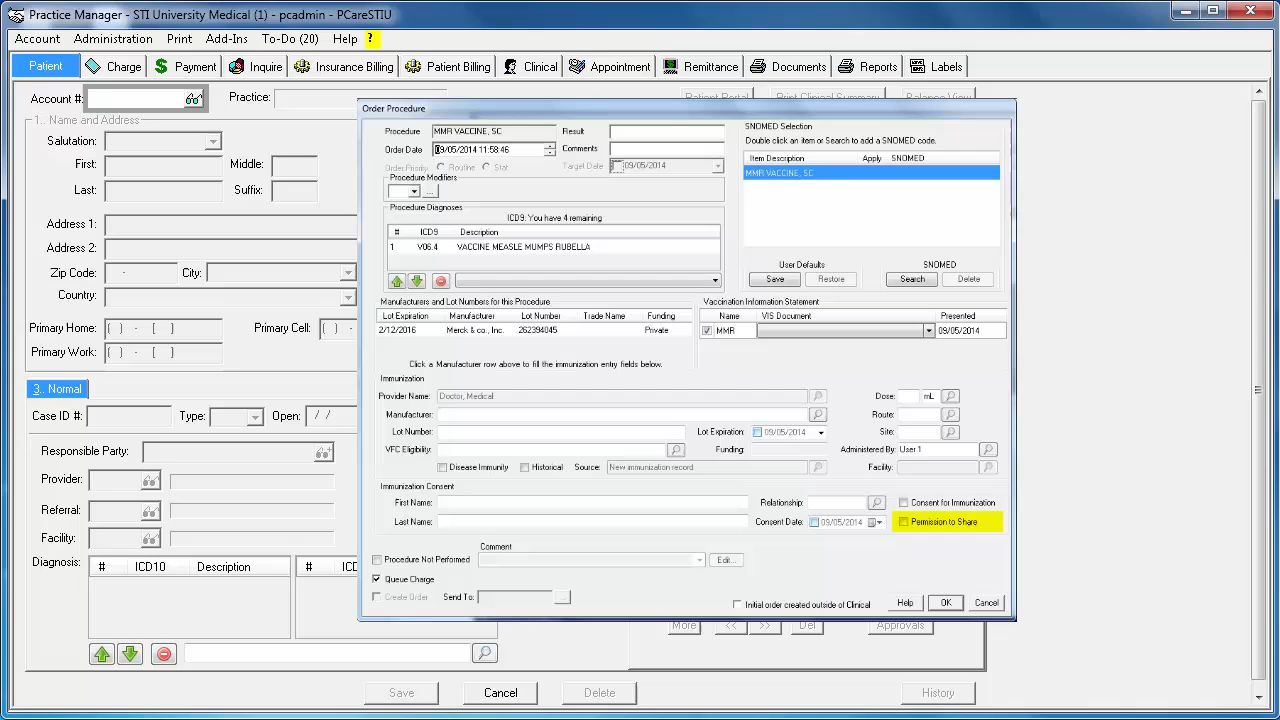 Practice Manager - STI University Medical (1) - pcadmin - PCareSTIU
Account Administration Print Add-Ins To-Do (20) Help ?
Patient Charge Payment Inquire Insurance Billing Patient Billing Clinical Appointment Remittance Documents Reports Labels
Account #: Practice: Patient Portal Print Clinical Summary Balance View
1.. Name and Address
Salutation:
First: Middle:
Last: Suffix:
Address 1:
Address 2:
Zip Code: - City:
Country:
Primary Home: ( ) - [ ] Primary Cell: ( ) -
Primary Work: ( ) - [ ]
3.. Normal
Case ID #: Type: Open: / /
Responsible Party:
Provider:
Referral:
Facility:
Diagnosis: # ICD10 Description #
Order Procedure
Procedure MMR VACCINE, SC Result
Order Date 09/05/2014 11:58:46 Comments
Order Priority Routine Stat Target Date 09/05/2014
Procedure Modifiers
...
Procedure Diagnoses
ICD9: You have 4 remaining
# ICD9 Description
1 V06.4 VACCINE MEASLE MUMPS RUBELLA
SNOMED Selection
Double click an item or Search to add a SNOMED code.
Item Description Apply SNOMED
MMR VACCINE, SC
User Defaults SNOMED
Save Restore Search Delete
Manufacturers and Lot Numbers for this Procedure
Lot Expiration Manufacturer Lot Number Trade Name Funding
2/12/2016 Merck & co., Inc. 262394045 Private
Click a Manufacturer row above to fill the immunization entry fields below.
Vaccination Information Statement
Name VIS Document Presented
MMR 09/05/2014
Immunization
Provider Name: Doctor, Medical Dose: mL
Manufacturer: Route:
Lot Number: Lot Expiration: 09/05/2014 Site:
VFC Eligibility: Funding: Administered By: User 1
Disease Immunity Historical Source: New immunization record Facility:
Immunization Consent
First Name: Relationship: Consent for Immunization
Last Name: Consent Date: 09/05/2014 Permission to Share
Comment
Procedure Not Performed Edit...
Queue Charge
Create Order Send To: ...
Initial order created outside of Clinical Help OK Cancel
More << >> Del Approvals
Save Cancel Delete History